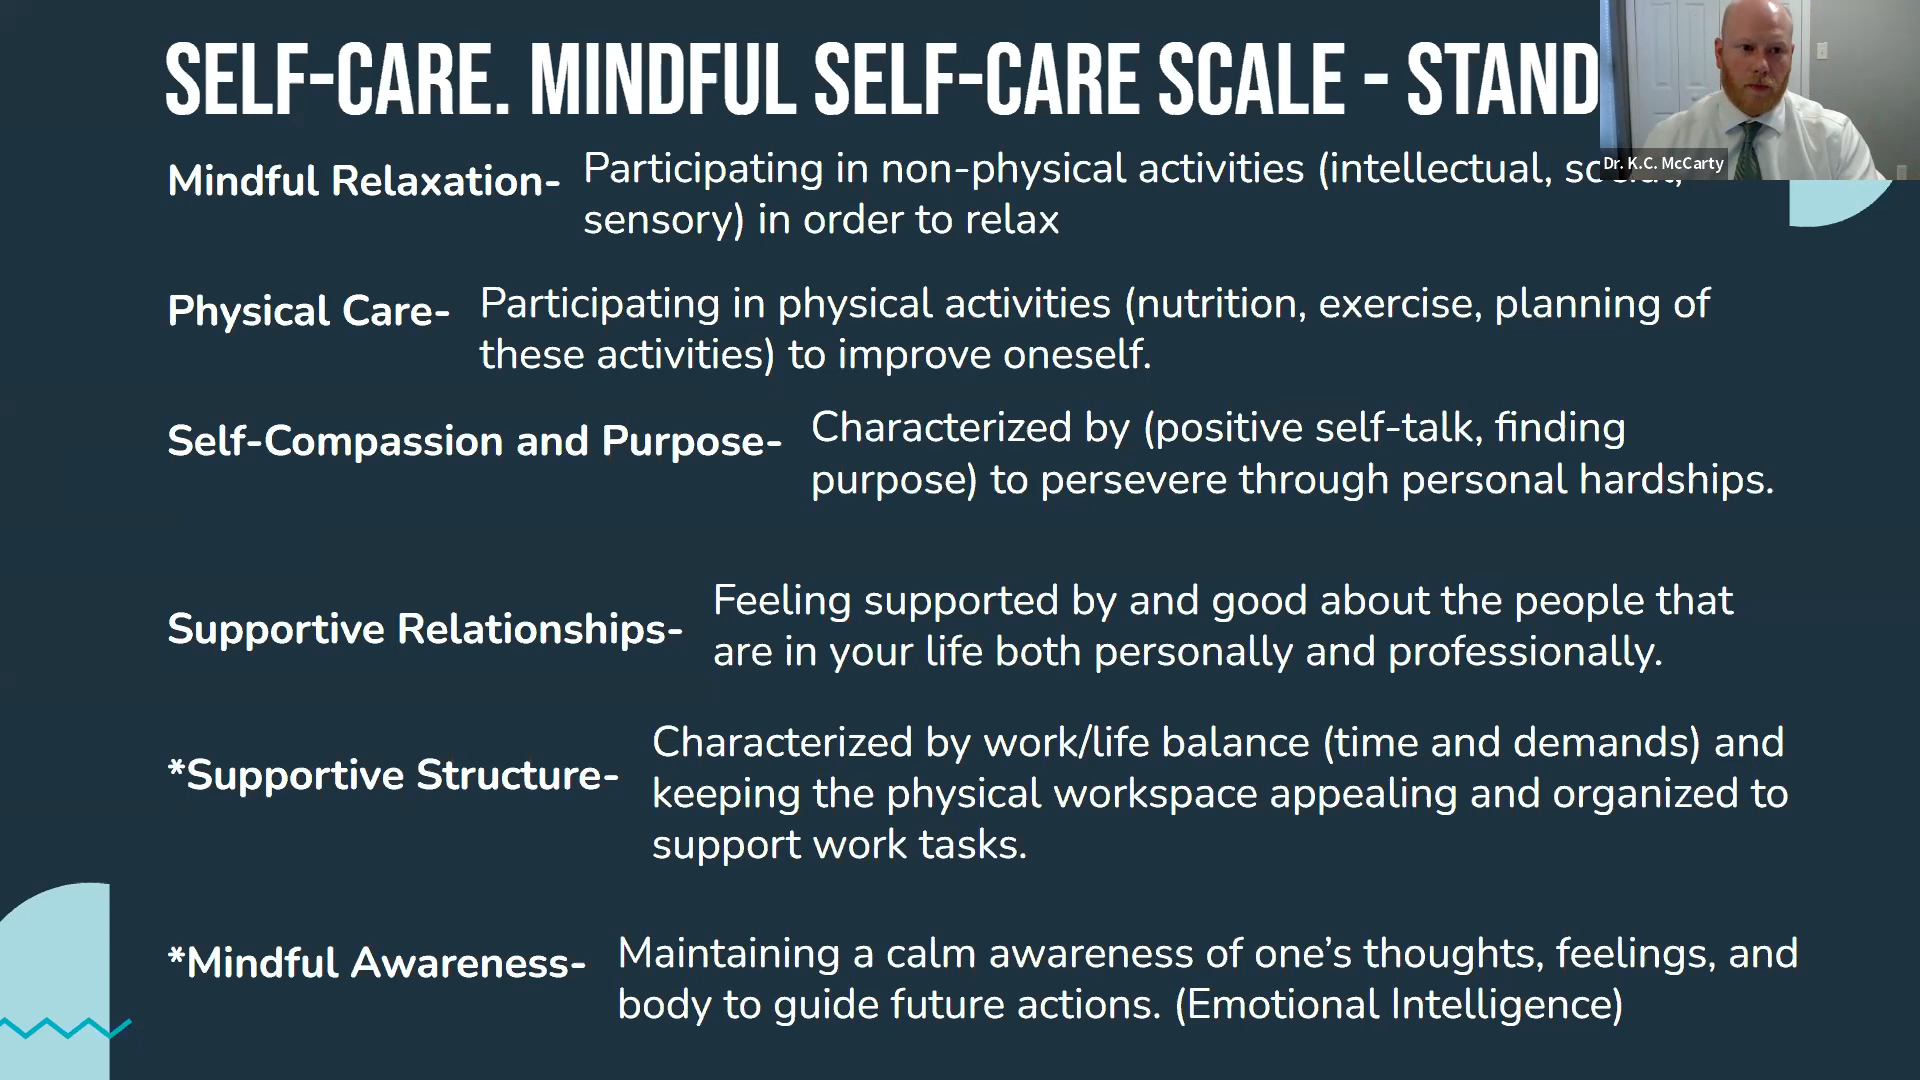 SELF-CARE. MINDFUL SELF-CARE SCALE - STAND
Dr. K.C. McCarty
Mindful Relaxation- Participating in non-physical activities (intellectual,
sensory) in order to relax
Physical Care- Participating in physical activities (nutrition, exercise, planning of
these activities) to improve oneself.
Self-Compassion and Purpose- Characterized by (positive self-talk, finding
purpose) to persevere through personal hardships.
Supportive Relationships- Feeling supported by and good about the people that
are in your life both personally and professionally.
*Supportive Structure- Characterized by work/life balance (time and demands) and
keeping the physical workspace appealing and organized to
support work tasks.
*Mindful Awareness- Maintaining a calm awareness of one’s thoughts, feelings, and
body to guide future actions. (Emotional Intelligence)